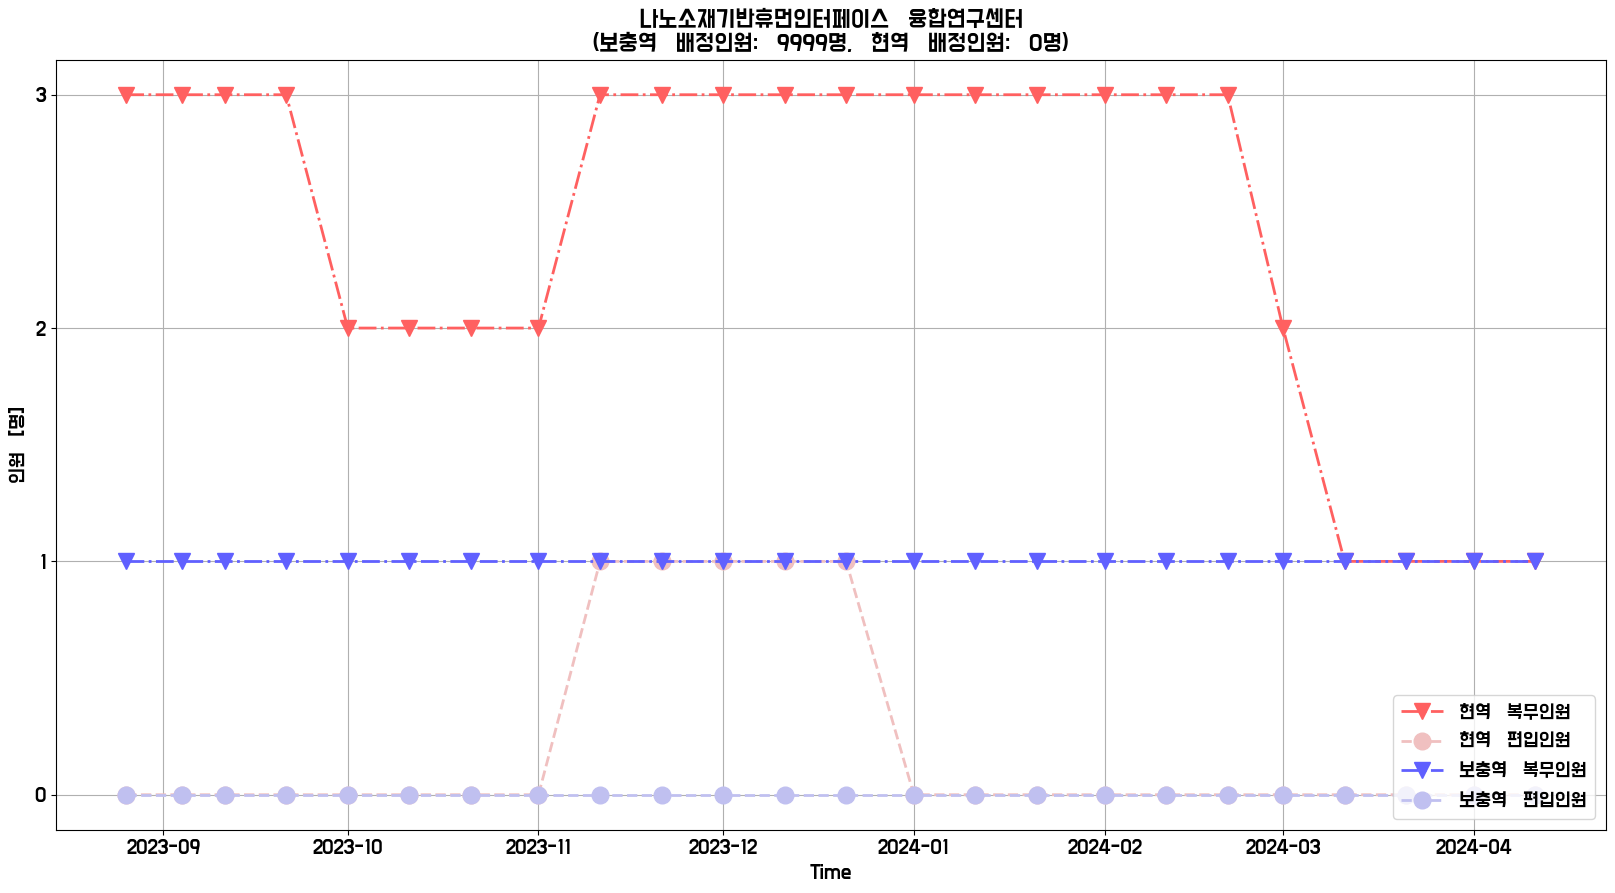 나노소재기반휴먼인터페이스 융합연구센터
(보충역 배정인원: 9999명, 현역 배정인원: 0명)
3
2
1
0
인원 [명]
2023-09 2023-10 2023-11 2023-12 2024-01 2024-02 2024-03 2024-04
Time
현역 복무인원
현역 편입인원
보충역 복무인원
보충역 편입인원